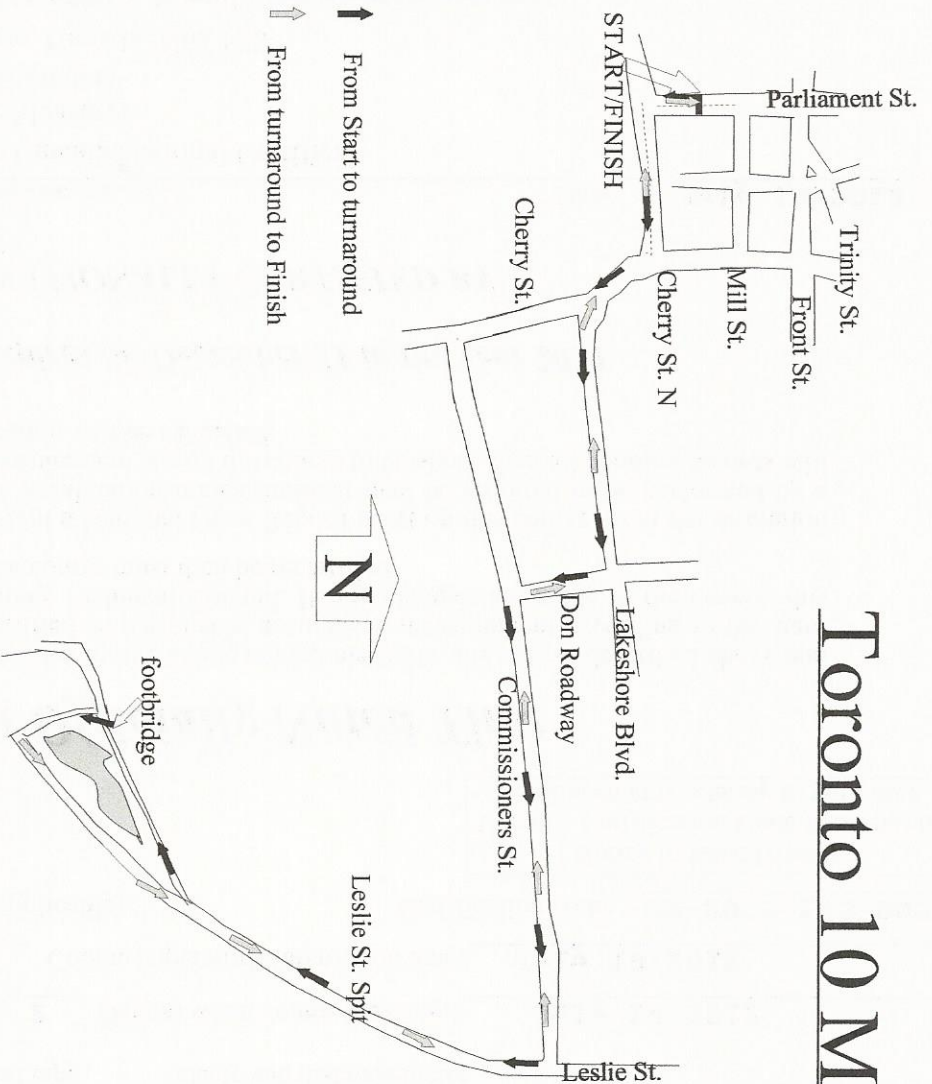 Toronto 10 M
Parliament St.
Trinity St.
Front St.
Mill St.
Cherry St. N
START/FINISH
Cherry St.
From Start to turnaround
From turnaround to Finish
N
Lakeshore Blvd.
Don Roadway
Commissioners St.
footbridge
Leslie St. Spit
Leslie St.